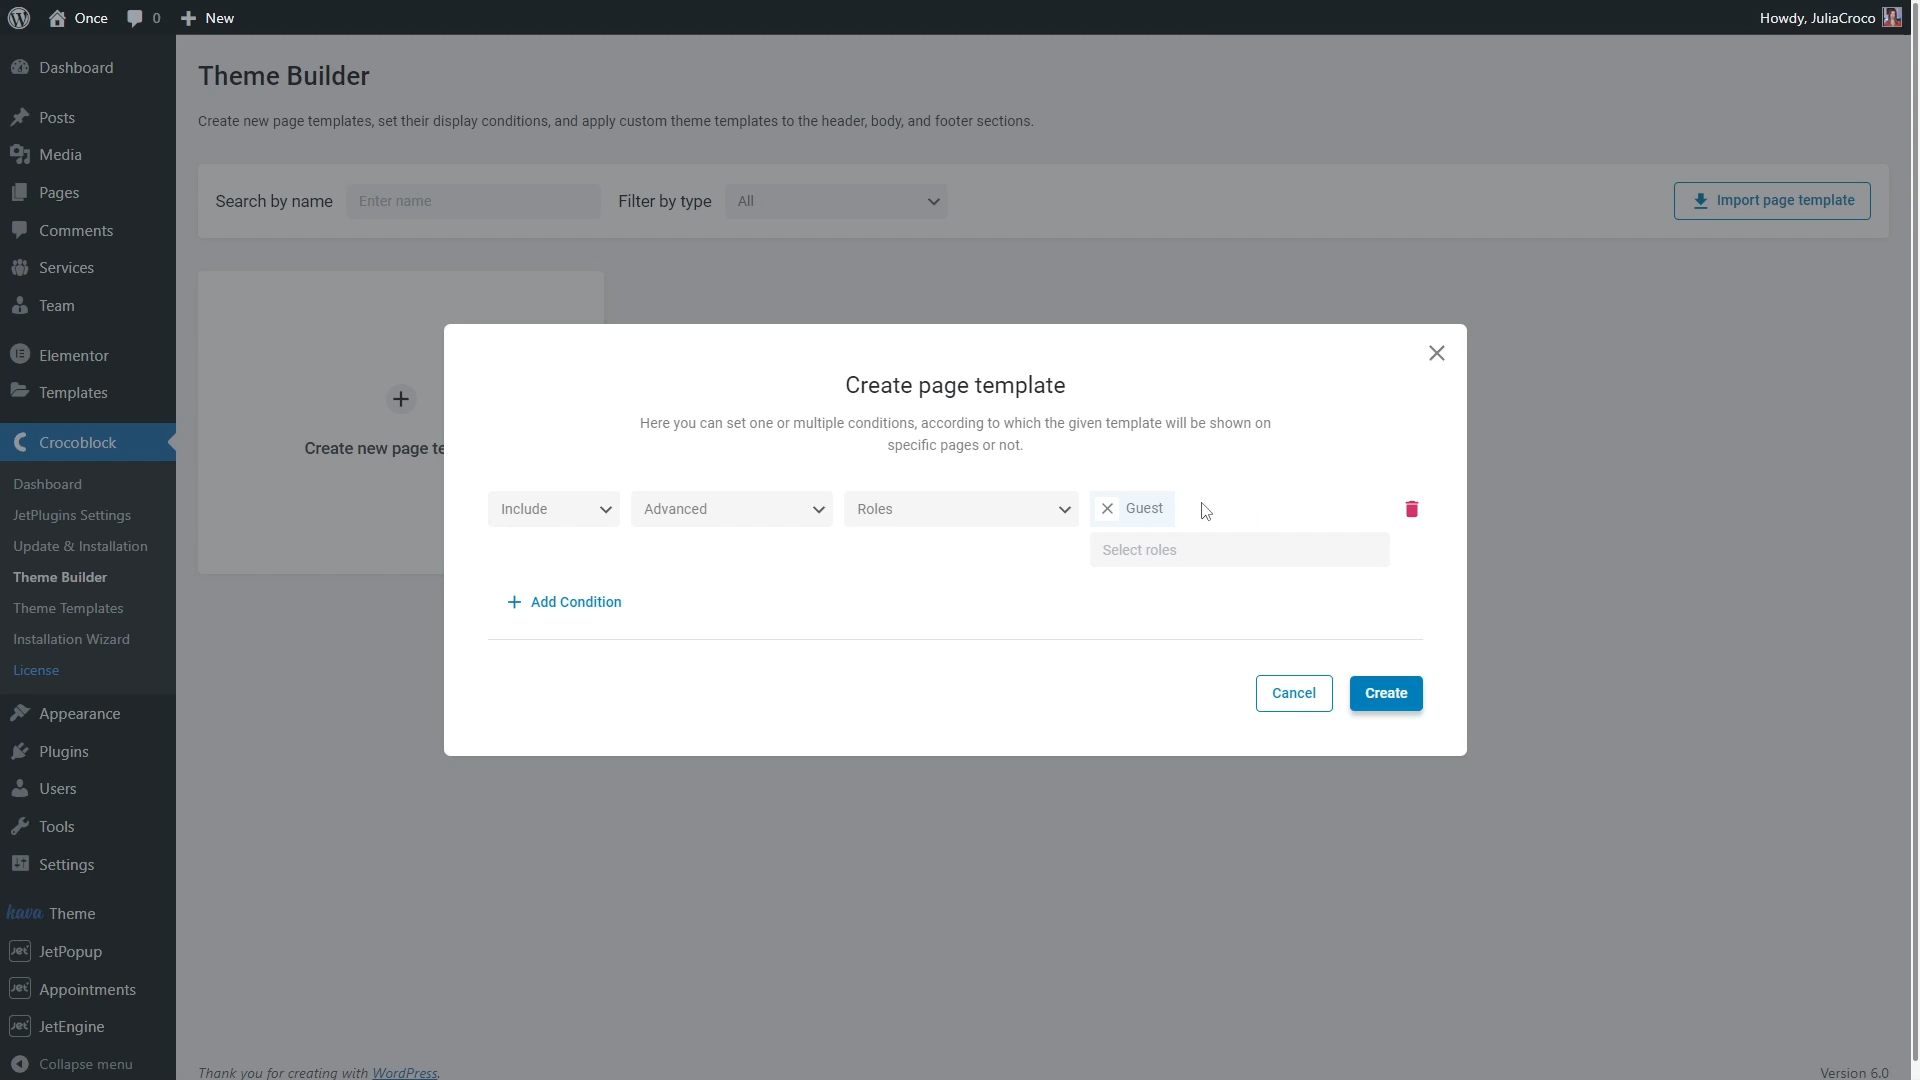 Once
0
New
Howdy, JuliaCroco
Dashboard
Posts
Media
Pages
Comments
Services
Team
Elementor
Templates
Crocoblock
Dashboard
JetPlugins Settings
Update & Installation
Theme Builder
Theme Templates
Installation Wizard
License
Appearance
Plugins
Users
Tools
Settings
kava Theme
Jet JetPopup
Jet Appointments
Jet JetEngine
Collapse menu
Theme Builder
Create new page templates, set their display conditions, and apply custom theme templates to the header, body, and footer sections.
Search by name
Enter name
Filter by type
All
Import page template
Create new page te
Create page template
Here you can set one or multiple conditions, according to which the given template will be shown on
specific pages or not.
Include
Advanced
Roles
Guest
Select roles
Add Condition
Cancel
Create
Thank you for creating with WordPress.
Version 6.0